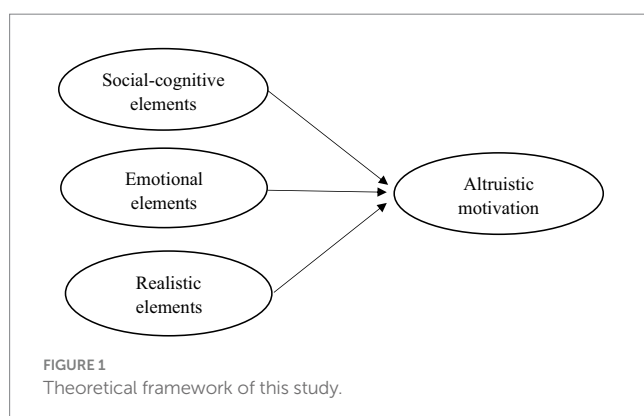 Social-cognitive
elements
Emotional
elements
Altruistic
motivation
Realistic
elements
FIGURE 1
Theoretical framework of this study.